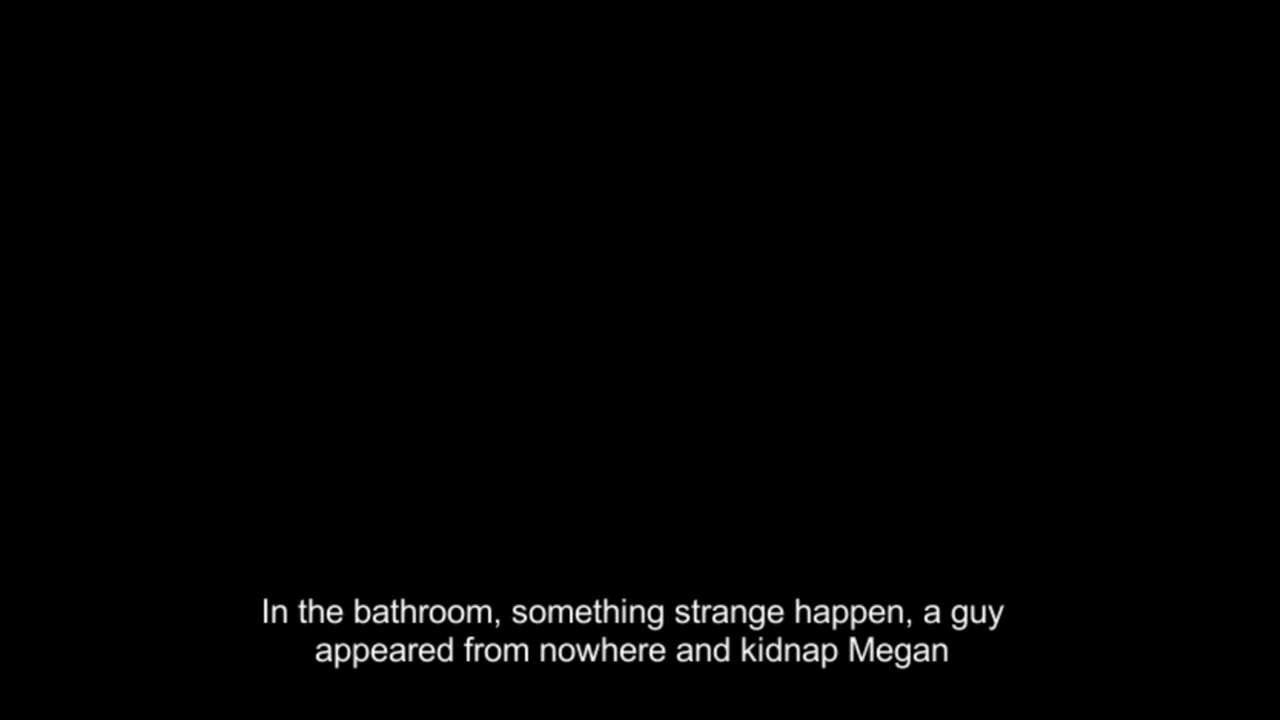 In the bathroom, something strange happen, a guy
appeared from nowhere and kidnap Megan